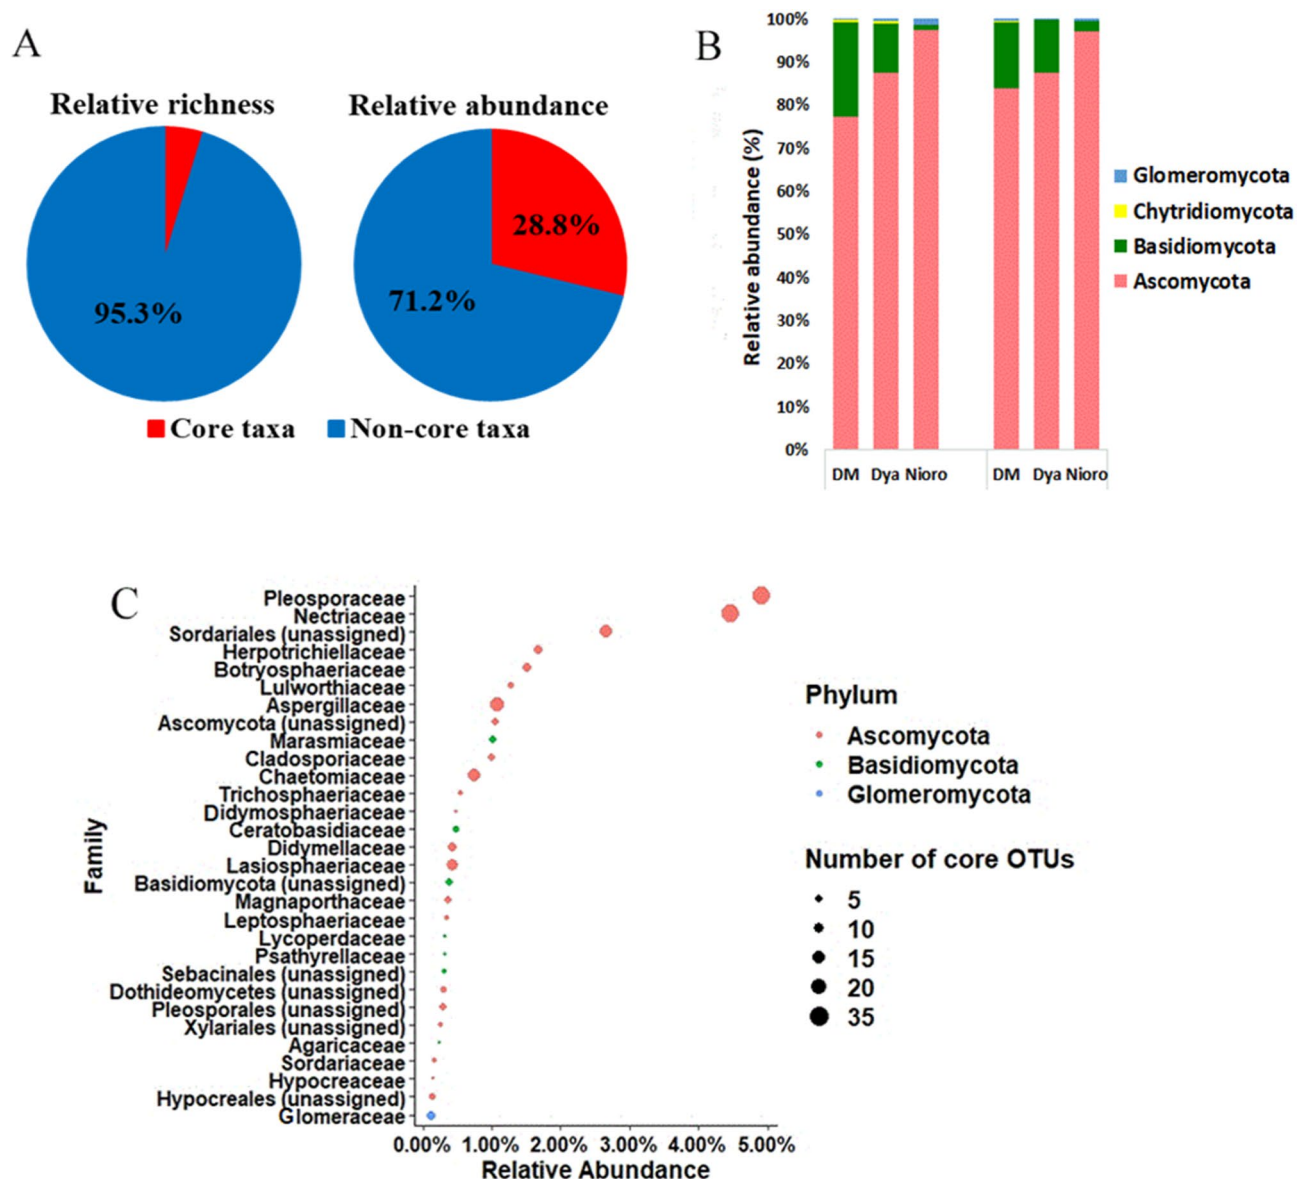 A
Relative richness
Relative abundance
95.3%
28.8%
71.2%
Core taxa
Non-core taxa
B
Relative abundance (%)
100%
90%
80%
70%
60%
50%
40%
30%
20%
10%
0%
DM Dya Nioro DM Dya Nioro
Glomeromycota
Chytridiomycota
Basidiomycota
Ascomycota
C
Family
Pleosporaceae
Nectriaceae
Sordariales (unassigned)
Herpotrichiellaceae
Botryosphaeriaceae
Lulworthiaceae
Aspergillaceae
Ascomycota (unassigned)
Marasmiaceae
Cladosporiaceae
Chaetomiaceae
Trichosphaeriaceae
Didymosphaeriaceae
Ceratobasidiaceae
Didymellaceae
Lasiosphaeriaceae
Basidiomycota (unassigned)
Magnaporthaceae
Leptosphaeriaceae
Lycoperdaceae
Psathyrellaceae
Sebacinales (unassigned)
Dothideomycetes (unassigned)
Pleosporales (unassigned)
Xylariales (unassigned)
Agaricaceae
Sordariaceae
Hypocreaceae
Hypocreales (unassigned)
Glomeraceae
0.00% 1.00% 2.00% 3.00% 4.00% 5.00%
Relative Abundance
Phylum
Ascomycota
Basidiomycota
Glomeromycota
Number of core OTUs
5
10
15
20
35